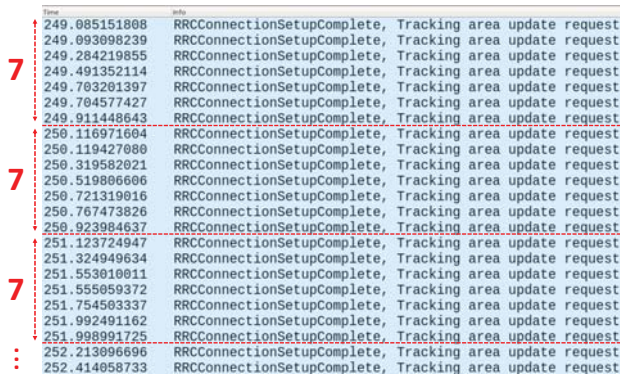 Time Info
249.085151808 RRCConnectionSetupComplete, Tracking area update request
249.093098239 RRCConnectionSetupComplete, Tracking area update request
249.284219855 RRCConnectionSetupComplete, Tracking area update request
7 249.491352114 RRCConnectionSetupComplete, Tracking area update request
249.703201397 RRCConnectionSetupComplete, Tracking area update request
249.704577427 RRCConnectionSetupComplete, Tracking area update request
249.911448643 RRCConnectionSetupComplete, Tracking area update request
250.116971604 RRCConnectionSetupComplete, Tracking area update request
250.119427080 RRCConnectionSetupComplete, Tracking area update request
250.319582021 RRCConnectionSetupComplete, Tracking area update request
7 250.519806606 RRCConnectionSetupComplete, Tracking area update request
250.721319016 RRCConnectionSetupComplete, Tracking area update request
250.767473826 RRCConnectionSetupComplete, Tracking area update request
250.923984637 RRCConnectionSetupComplete, Tracking area update request
251.123724947 RRCConnectionSetupComplete, Tracking area update request
251.324949634 RRCConnectionSetupComplete, Tracking area update request
251.553010011 RRCConnectionSetupComplete, Tracking area update request
7 251.555059372 RRCConnectionSetupComplete, Tracking area update request
251.754503337 RRCConnectionSetupComplete, Tracking area update request
251.992491162 RRCConnectionSetupComplete, Tracking area update request
251.998991725 RRCConnectionSetupComplete, Tracking area update request
252.213096696 RRCConnectionSetupComplete, Tracking area update request
252.414058733 RRCConnectionSetupComplete, Tracking area update request